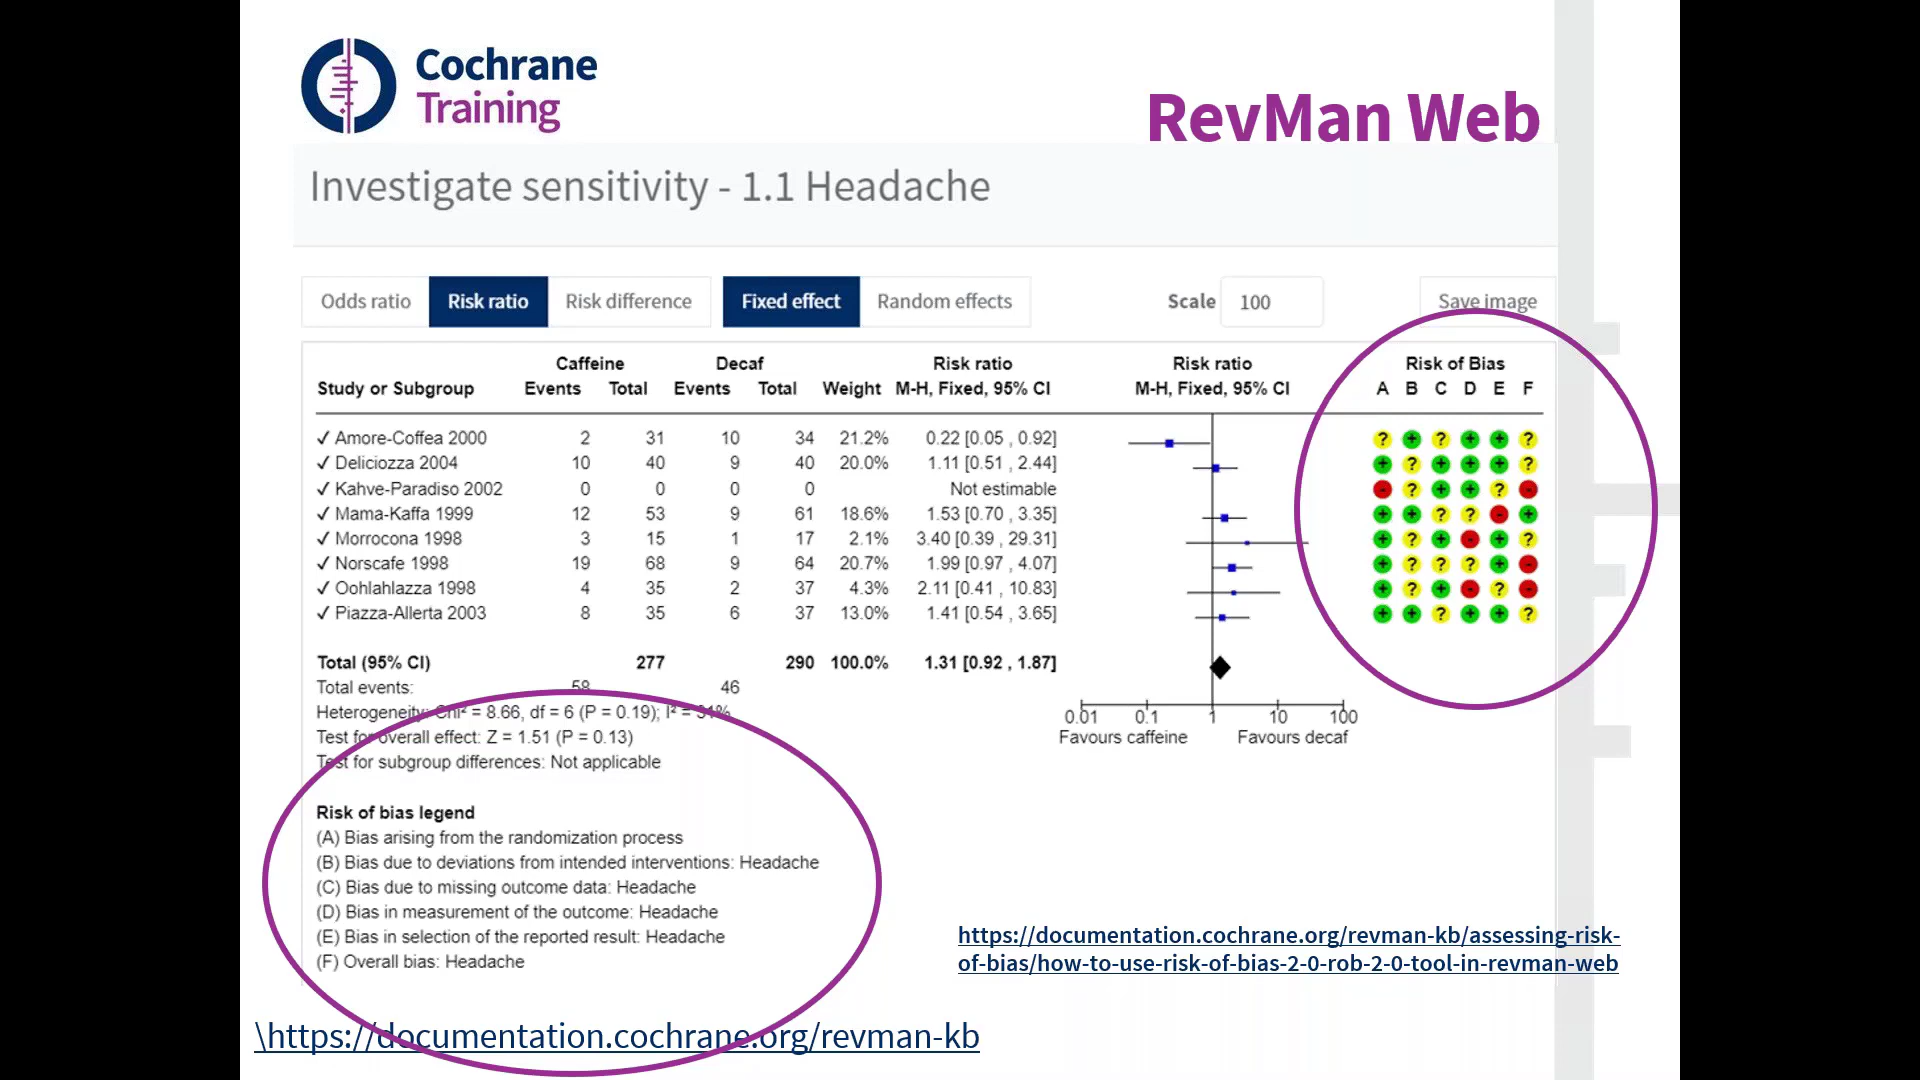 Cochrane
Training
RevMan Web
Investigate sensitivity - 1.1 Headache
Odds ratio Risk ratio Risk difference Fixed effect Random effects Scale 100 Save image
Caffeine Decaf Risk ratio Risk ratio Risk of Bias
Study or Subgroup Events Total Events Total Weight M-H, Fixed, 95% CI M-H, Fixed, 95% CI A B C D E F
✓ Amore-Coffea 2000 2 31 10 34 21.2% 0.22 [0.05 , 0.92] ? + ? + + ?
✓ Deliciozza 2004 10 40 9 40 20.0% 1.11 [0.51 , 2.44] + ? + + + ?
✓ Kahve-Paradiso 2002 0 0 0 0 Not estimable - ? + + ? -
✓ Mama-Kaffa 1999 12 53 9 61 18.6% 1.53 [0.70 , 3.35] + + ? ? - +
✓ Morrocona 1998 3 15 1 17 2.1% 3.40 [0.39 , 29.31] + ? + - + ?
✓ Norscafe 1998 19 68 9 64 20.7% 1.99 [0.97 , 4.07] + ? ? ? + -
✓ Oohlahlazza 1998 4 35 2 37 4.3% 2.11 [0.41 , 10.83] + ? + - ? -
✓ Piazza-Allerta 2003 8 35 6 37 13.0% 1.41 [0.54 , 3.65] + + ? + + ?
Total (95% CI) 277 290 100.0% 1.31 [0.92 , 1.87]
Total events: 58 46
Heterogeneity: Chi² = 8.66, df = 6 (P = 0.19); I² = 31%
Test for overall effect: Z = 1.51 (P = 0.13)
Test for subgroup differences: Not applicable
0.01 0.1 1 10 100
Favours caffeine Favours decaf
Risk of bias legend
(A) Bias arising from the randomization process
(B) Bias due to deviations from intended interventions: Headache
(C) Bias due to missing outcome data: Headache
(D) Bias in measurement of the outcome: Headache
(E) Bias in selection of the reported result: Headache
(F) Overall bias: Headache
https://documentation.cochrane.org/revman-kb/assessing-risk-
of-bias/how-to-use-risk-of-bias-2-0-rob-2-0-tool-in-revman-web
\https://documentation.cochrane.org/revman-kb